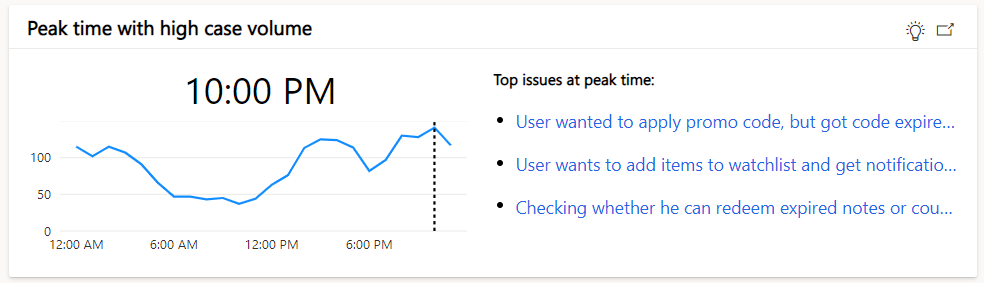 Peak time with high case volume
10:00 PM
100
50
0
12:00 AM
6:00 AM
12:00 PM
6:00 PM
Top issues at peak time:
User wanted to apply promo code, but got code expire...
User wants to add items to watchlist and get notificatio...
Checking whether he can redeem expired notes or cou...